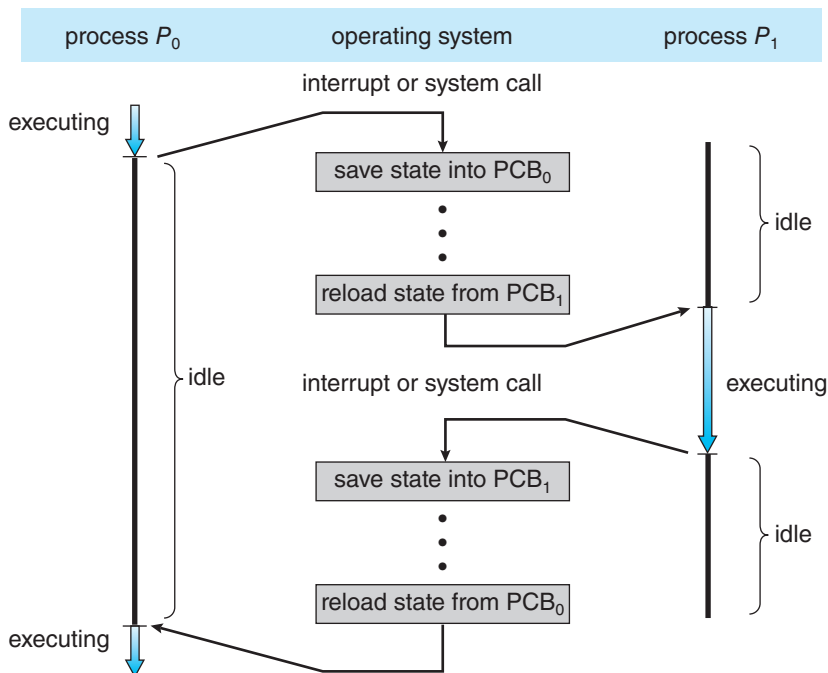 process P0 operating system process P1
interrupt or system call
executing
save state into PCB0
idle
reload state from PCB1
idle
interrupt or system call
executing
save state into PCB1
idle
reload state from PCB0
executing